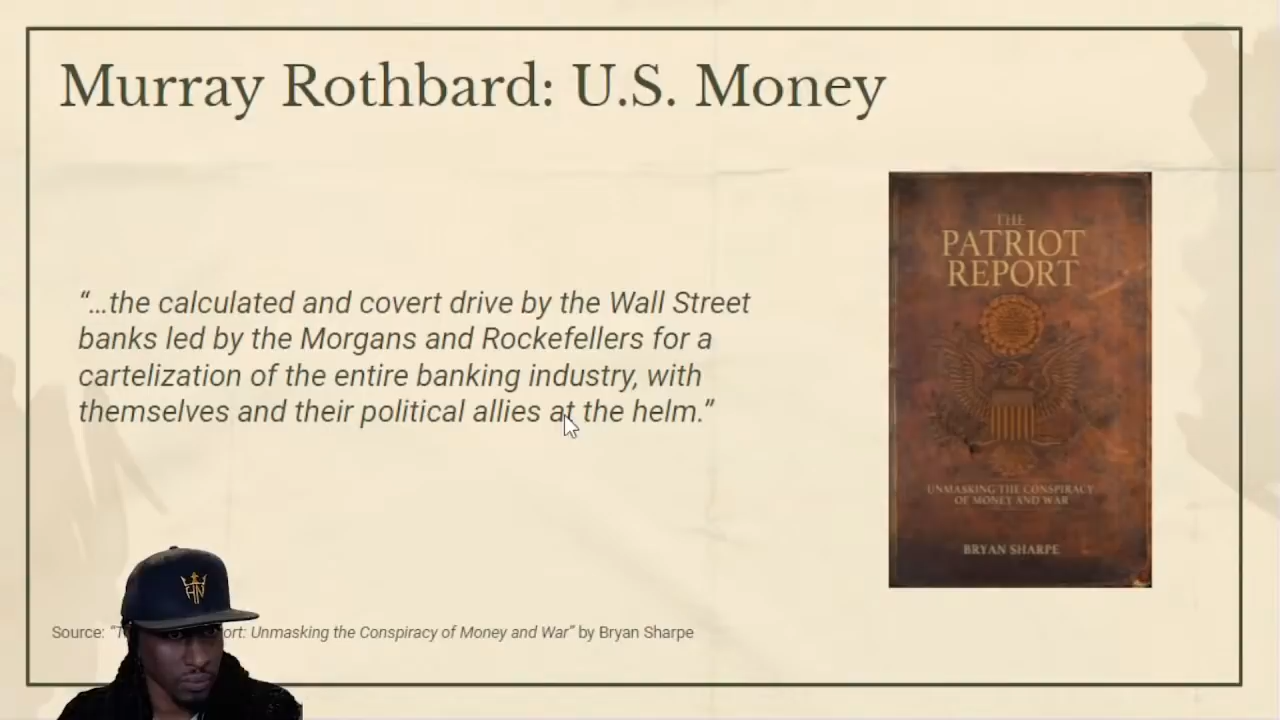 Murray Rothbard: U.S. Money
“...the calculated and covert drive by the Wall Street
banks led by the Morgans and Rockefellers for a
cartelization of the entire banking industry, with
themselves and their political allies at the helm.”
THE
PATRIOT
REPORT
UNMASKING THE CONSPIRACY
OF MONEY AND WAR
BRYAN SHARPE
Source: “T ort: Unmasking the Conspiracy of Money and War” by Bryan Sharpe